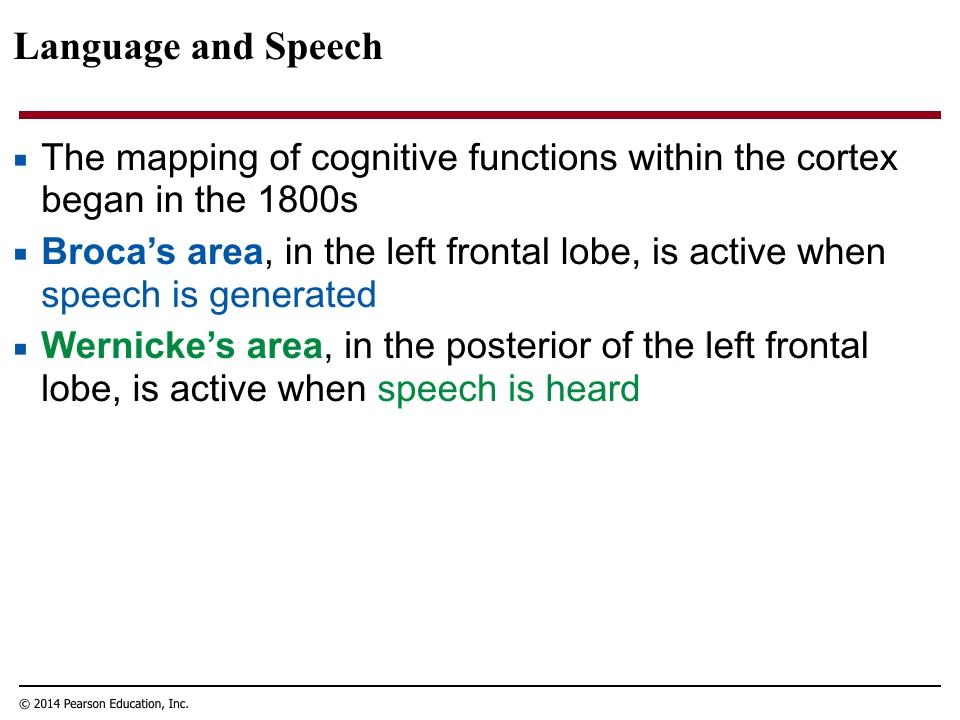 Language and Speech
The mapping of cognitive functions within the cortex
began in the 1800s
Broca’s area, in the left frontal lobe, is active when
speech is generated
Wernicke’s area, in the posterior of the left frontal
lobe, is active when speech is heard
© 2014 Pearson Education, Inc.